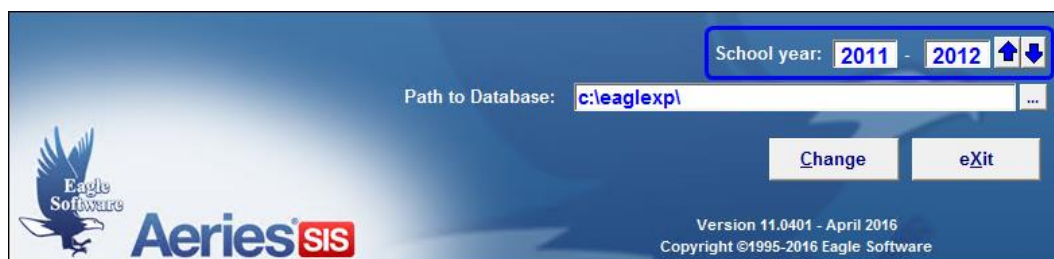 School year: 2011 - 2012
Path to Database: c:\eaglexp\ ...
Change eXit
Eagle
Software
Aeries SIS
Version 11.0401 - April 2016
Copyright ©1995-2016 Eagle Software